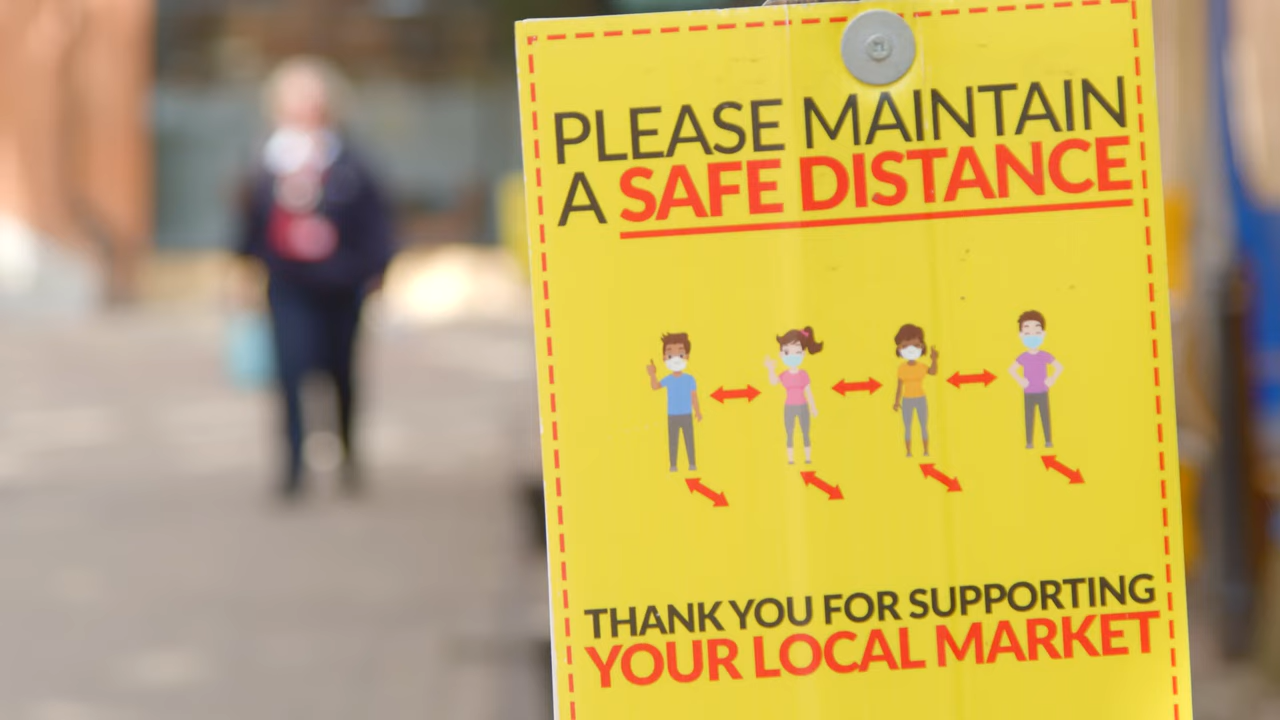 PLEASE MAINTAIN
A SAFE DISTANCE
THANK YOU FOR SUPPORTING
YOUR LOCAL MARKET